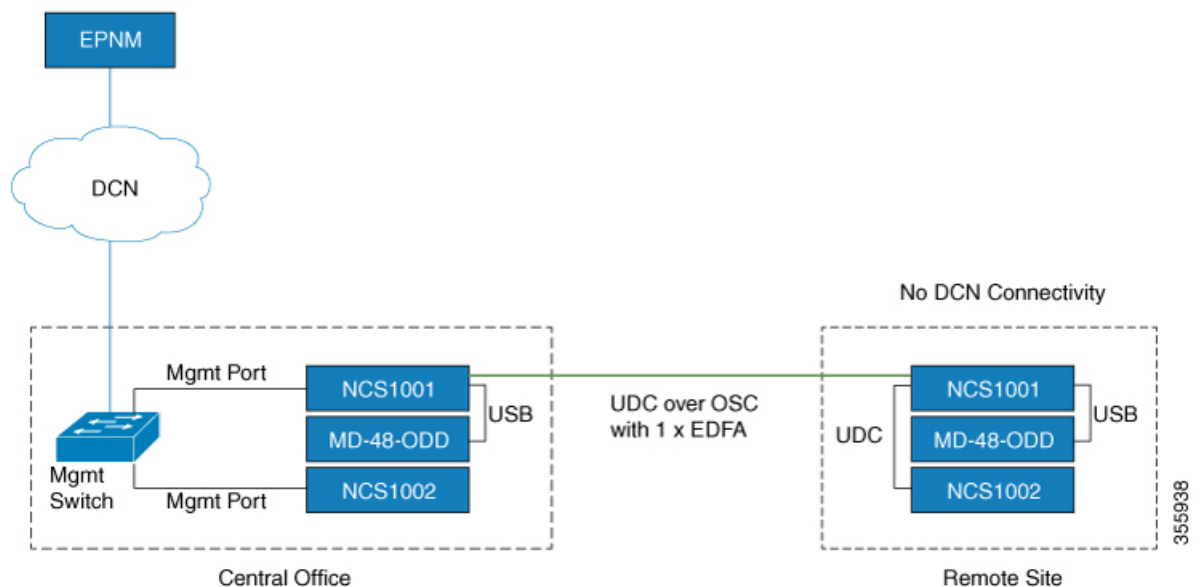 EPNM
DCN
No DCN Connectivity
Mgmt Port
NCS1001
USB
MD-48-ODD
Mgmt
Switch
Mgmt Port
NCS1002
UDC over OSC
with 1 x EDFA
NCS1001
UDC
USB
MD-48-ODD
NCS1002
355938
Central Office
Remote Site